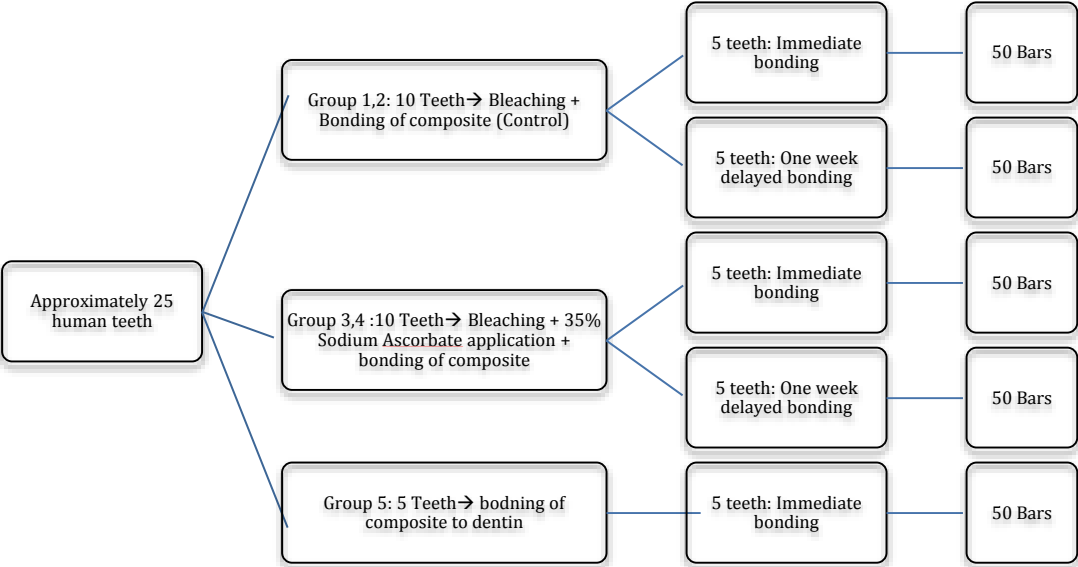 Approximately 25
human teeth
Group 1,2: 10 Teeth→ Bleaching +
Bonding of composite (Control)
5 teeth: Immediate
bonding
50 Bars
5 teeth: One week
delayed bonding
50 Bars
Group 3,4 :10 Teeth→ Bleaching + 35%
Sodium Ascorbate application +
bonding of composite
5 teeth: Immediate
bonding
50 Bars
5 teeth: One week
delayed bonding
50 Bars
Group 5: 5 Teeth→ bodning of
composite to dentin
5 teeth: Immediate
bonding
50 Bars